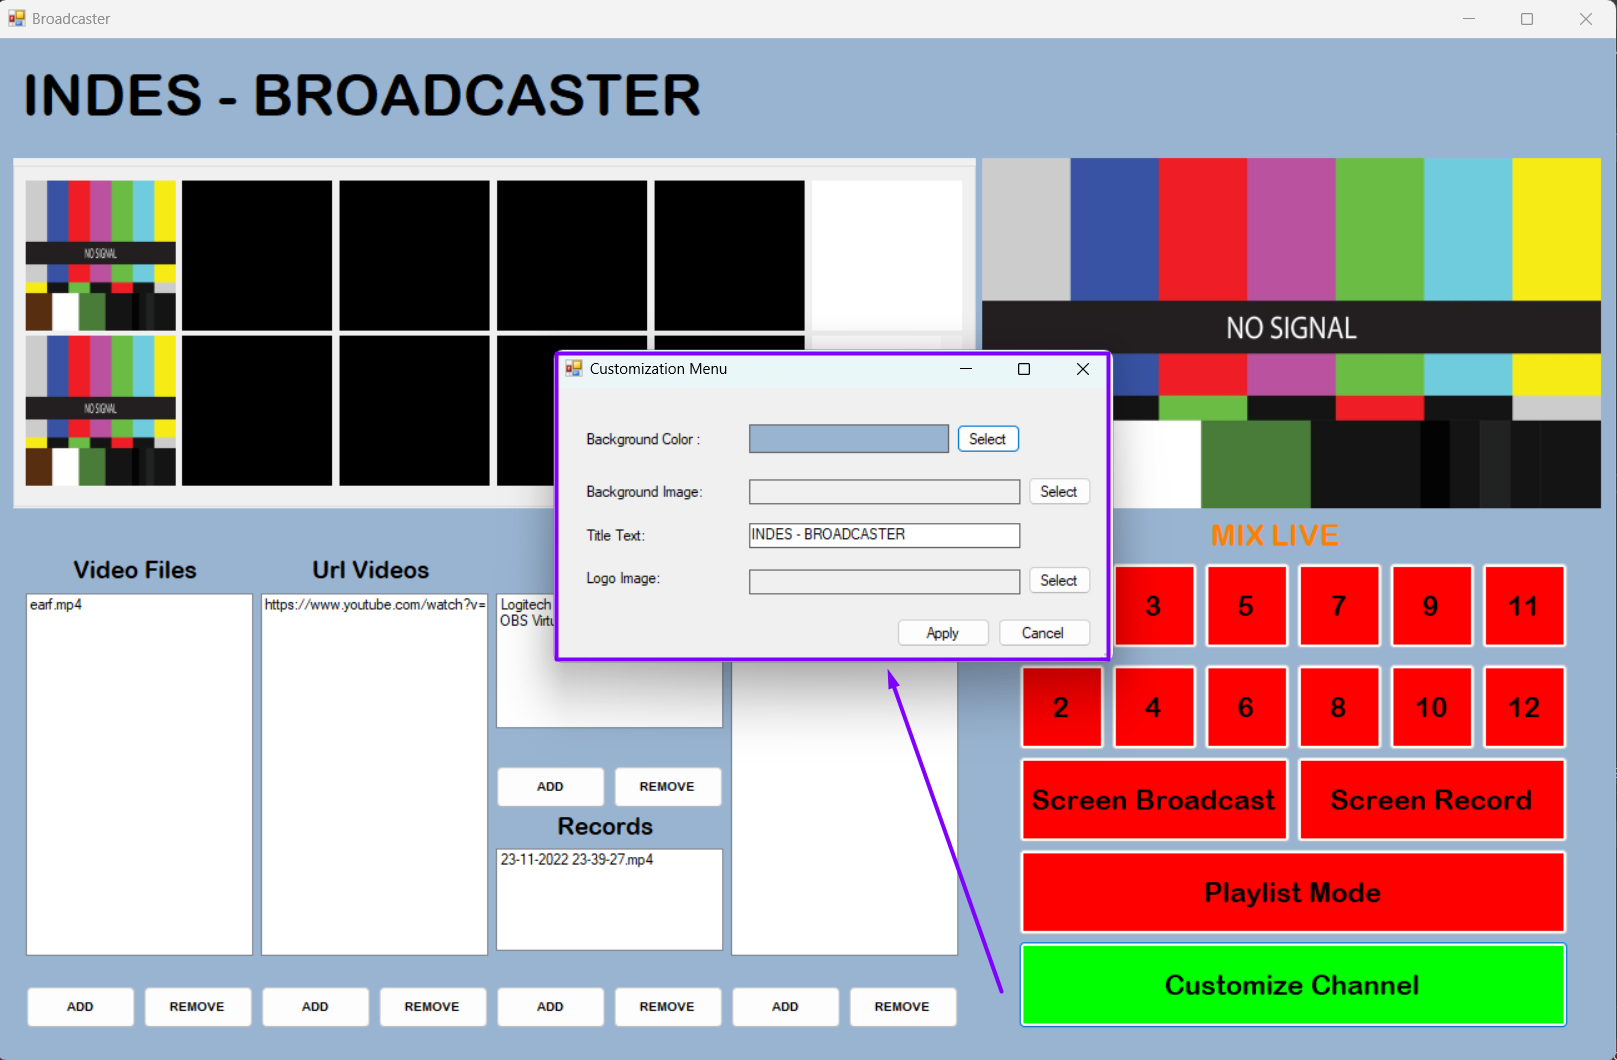 Broadcaster
INDES - BROADCASTER
NO SIGNAL
NO SIGNAL
NO SIGNAL
Customization Menu
Background Color :
Select
Background Image:
Select
Title Text:
INDES - BROADCASTER
Logo Image:
Select
Apply
Cancel
Video Files
earf.mp4
ADD
REMOVE
Url Videos
https://www.youtube.com/watch?v=
ADD
REMOVE
Logitech
OBS Virtu
ADD
REMOVE
Records
23-11-2022 23-39-27.mp4
ADD
REMOVE
ADD
REMOVE
MIX LIVE
3 5 7 9 11
2 4 6 8 10 12
Screen Broadcast
Screen Record
Playlist Mode
Customize Channel